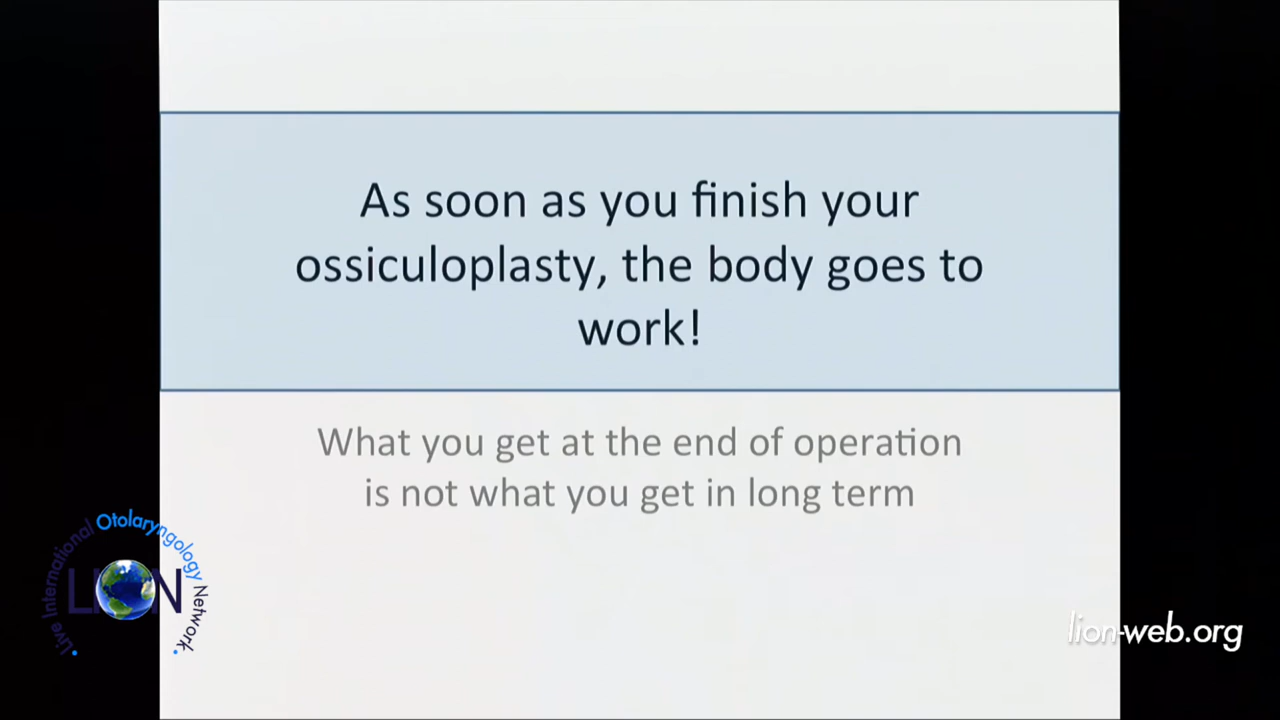 As soon as you finish your
ossiculoplasty, the body goes to
work!
What you get at the end of operation
is not what you get in long term
Live International Otolaryngology Network
LION
lion-web.org